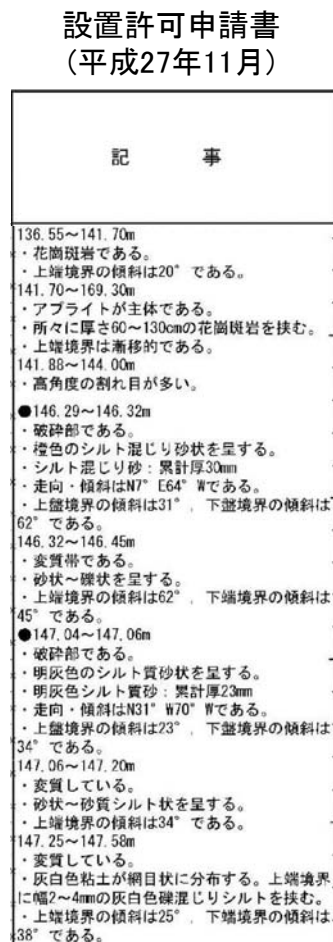 設置許可申請書
(平成27年11月)
記 事
136.55～141.70m
・花崗斑岩である。
・上端境界の傾斜は20°である。
141.70～169.30m
・アプライトが主体である。
・所々に厚さ60～130cmの花崗斑岩を挟む。
・上端境界は漸移的である。
141.88～144.00m
・高角度の割れ目が多い。
●146.29～146.32m
・破砕部である。
・橙色のシルト混じり砂状を呈する。
・シルト混じり砂：累計厚30mm
・走向・傾斜はN7°E64°Wである。
・上盤境界の傾斜は31°，下盤境界の傾斜は
62°である。
146.32～146.45m
・変質帯である。
・砂状～礫状を呈する。
・上端境界の傾斜は62°，下端境界の傾斜は
45°である。
●147.04～147.06m
・破砕部である。
・明灰色のシルト質砂状を呈する。
・明灰色シルト質砂：累計厚23mm
・走向・傾斜はN31°W70°Wである。
・上盤境界の傾斜は23°，下盤境界の傾斜は
34°である。
147.06～147.20m
・変質している。
・砂状～砂質シルト状を呈する。
・上端境界の傾斜は34°である。
147.25～147.58m
・変質している。
・灰白色粘土が網目状に分布する。上端境界
に幅2～4mmの灰白色礫混じりシルトを挟む。
・上端境界の傾斜は25°，下端境界の傾斜は
38°である。